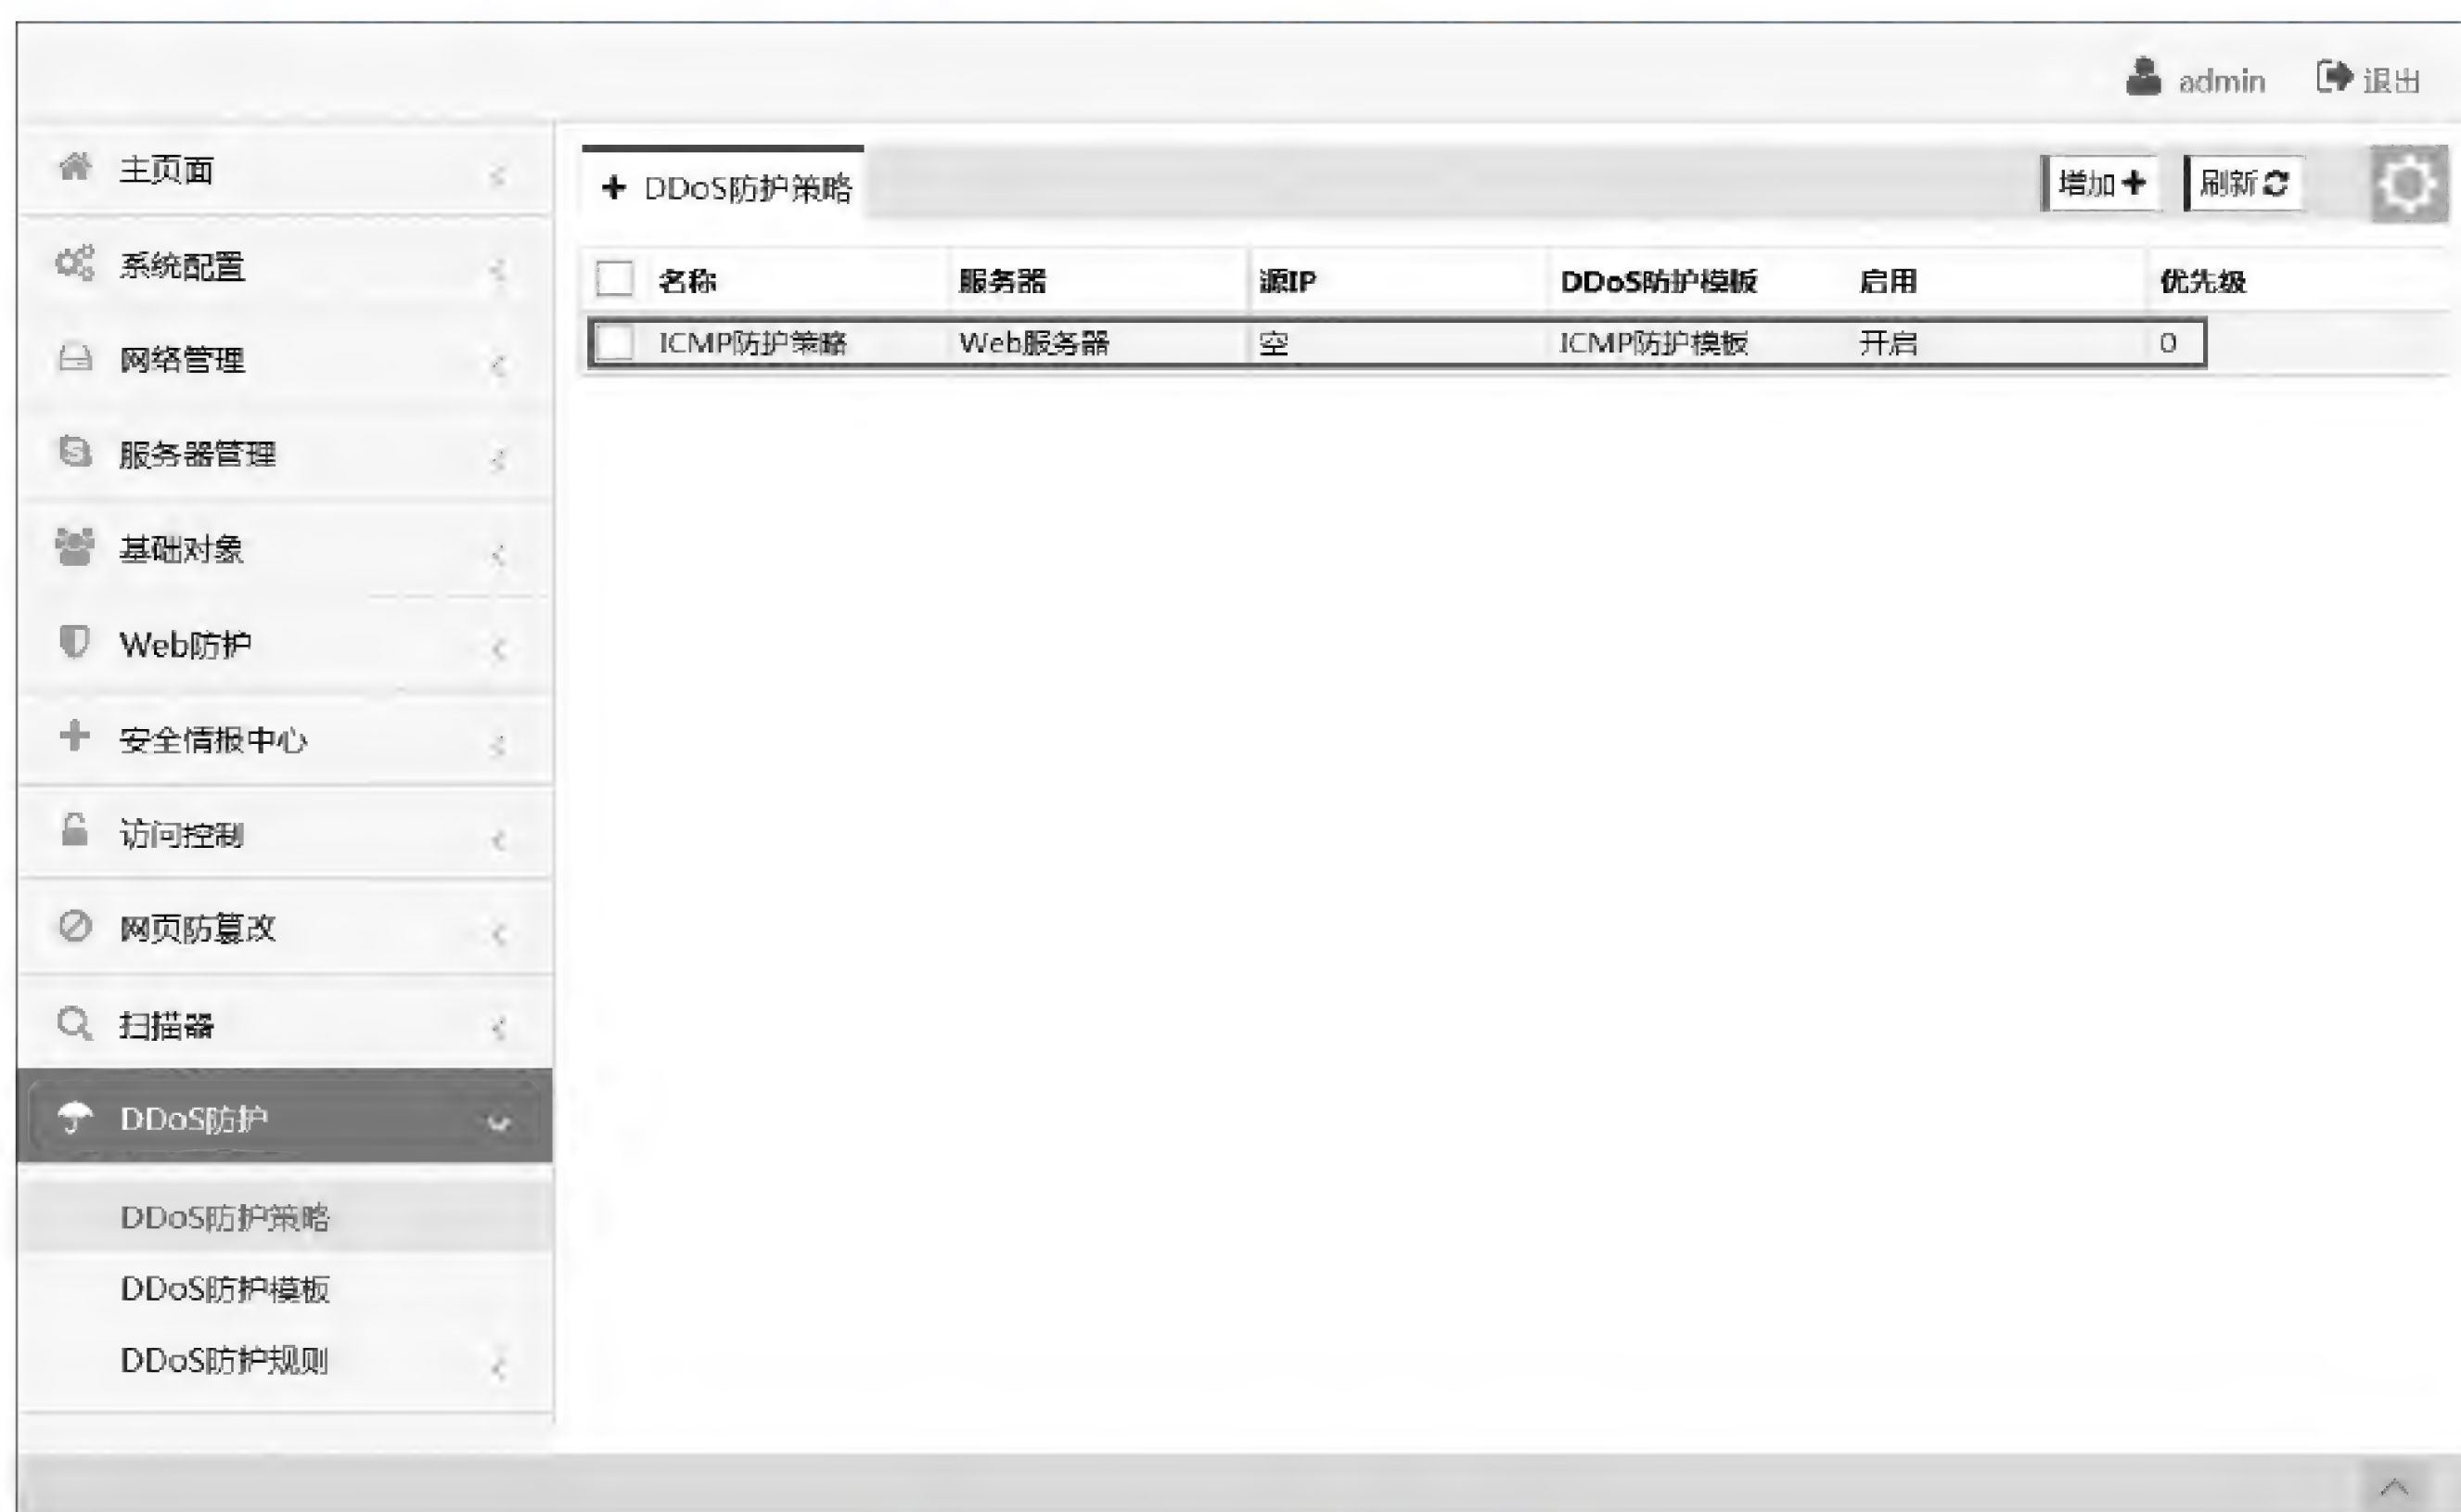 admin 退出
主页面
系统配置
网络管理
服务器管理
基础对象
Web防护
安全情报中心
访问控制
网页防篡改
扫描器
DDoS防护
DDoS防护策略
DDoS防护模板
DDoS防护规则
DDoS防护策略 增加 刷新
名称 服务器 源IP DDoS防护模板 启用 优先级
ICMP防护策略 Web服务器 空 ICMP防护模板 开启 0